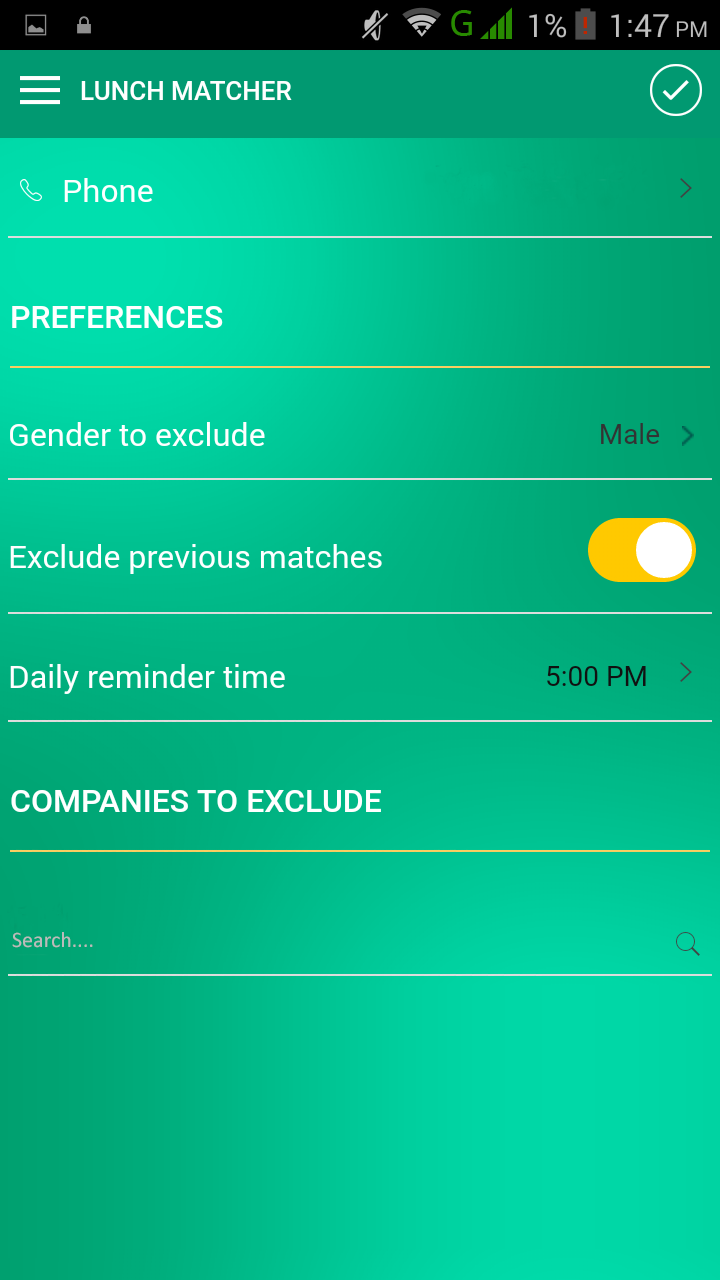 G 1% 1:47 PM
LUNCH MATCHER
Phone
PREFERENCES
Gender to exclude Male
Exclude previous matches
Daily reminder time 5:00 PM
COMPANIES TO EXCLUDE
Search....